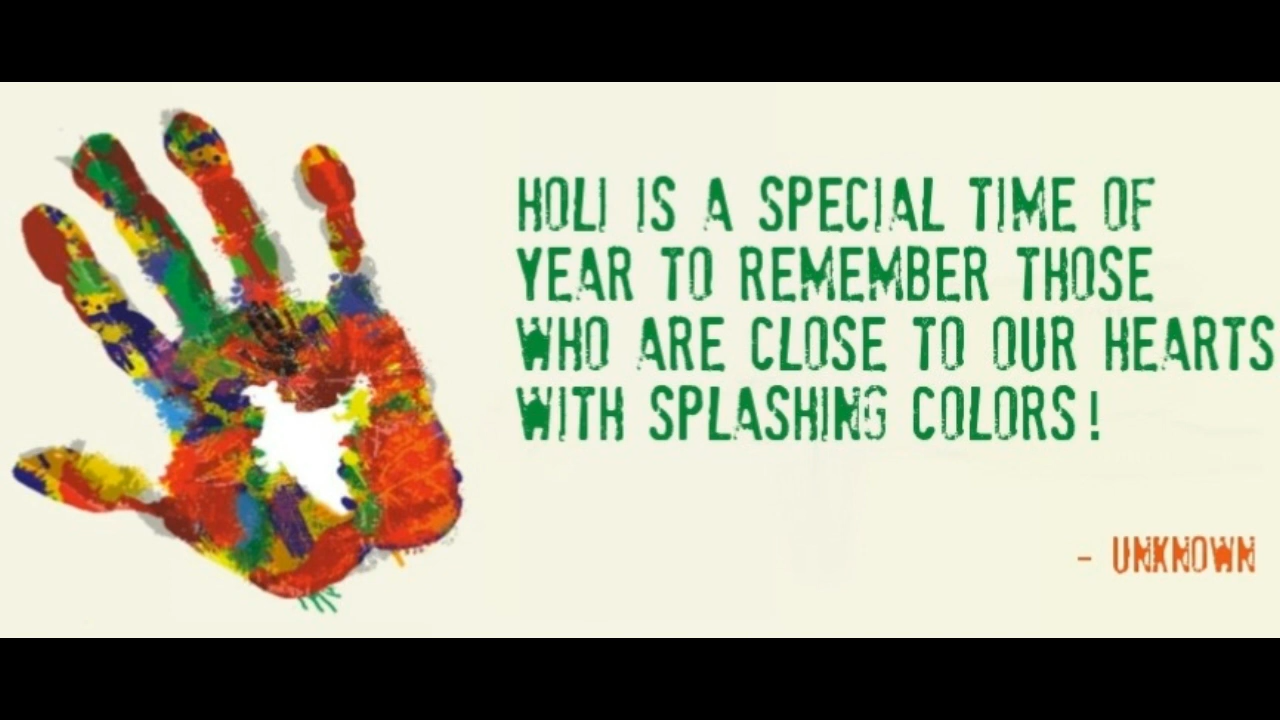 HOLI IS A SPECIAL TIME OF
YEAR TO REMEMBER THOSE
WHO ARE CLOSE TO OUR HEARTS
WITH SPLASHING COLORS!
- UNKNOWN